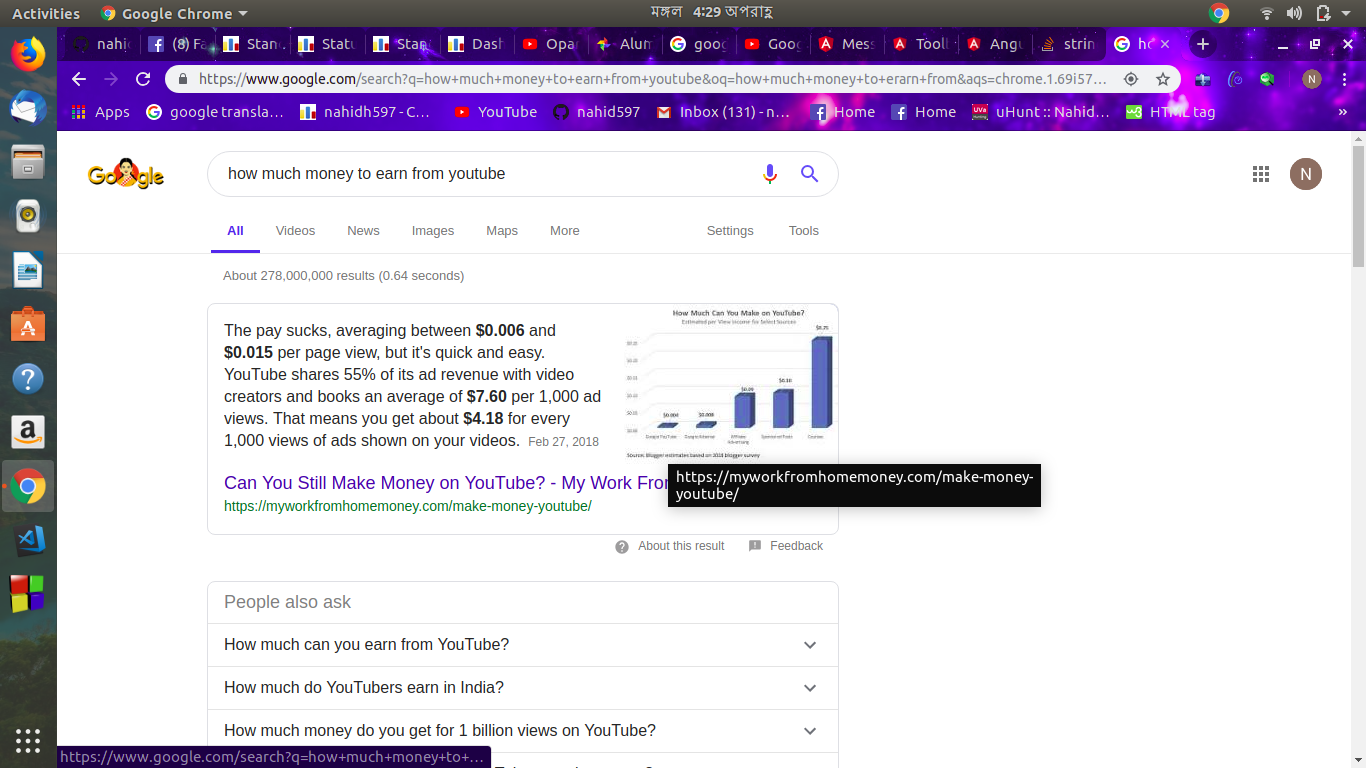 Activities
Google Chrome
মঙ্গল 4:29 অপরাহ্ণ
nahid
(8) Fa
Stan
Statu
Stan
Dash
Opa
Alum
goog
Goog
Mess
Tooll
Angu
strin
ho
https://www.google.com/search?q=how+much+money+to+earn+from+youtube&oq=how+much+money+to+erarn+from&aqs=chrome.1.69i57…
N
Apps
google transla…
nahidh597 - C…
YouTube
nahid597
Inbox (131) - n…
Home
Home
uHunt :: Nahid…
HTML tag
»
Google
how much money to earn from youtube
N
All
Videos
News
Images
Maps
More
Settings
Tools
About 278,000,000 results (0.64 seconds)
The pay sucks, averaging between $0.006 and
$0.015 per page view, but it's quick and easy.
YouTube shares 55% of its ad revenue with video
creators and books an average of $7.60 per 1,000 ad
views. That means you get about $4.18 for every
1,000 views of ads shown on your videos. Feb 27, 2018
How Much Can You Make on YouTube?
Estimated per View Income for Select Sources
$0.25
$0.10
$0.09
$0.004
$0.008
Google YouTube
Google Adsense
Affiliate
Advertising
Sponsored Posts
Courses
Source: Blogger estimates based on 2018 blogger survey
Can You Still Make Money on YouTube? - My Work Fro
https://myworkfromhomemoney.com/make-money-
youtube/
https://myworkfromhomemoney.com/make-money-youtube/
About this result
Feedback
People also ask
How much can you earn from YouTube?
How much do YouTubers earn in India?
How much money do you get for 1 billion views on YouTube?
https://www.google.com/search?q=how+much+money+to+…